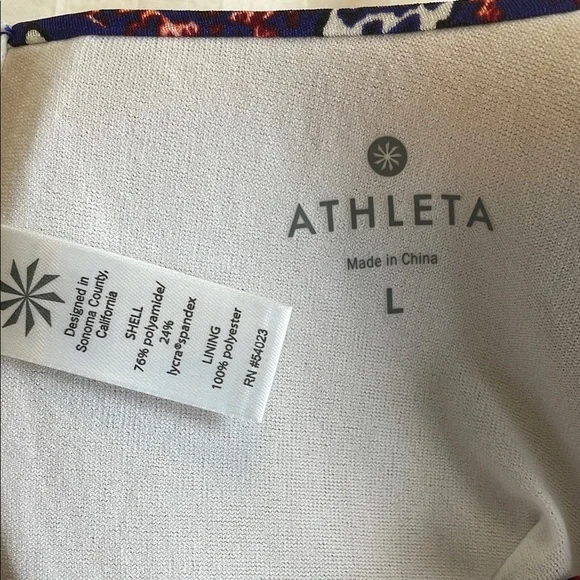 ATHLETA
Made in China
L
Designed in
Sonoma County,
California
SHELL
76% polyamide/
24%
lycra®spandex
LINING
100% polyester
RN #54023